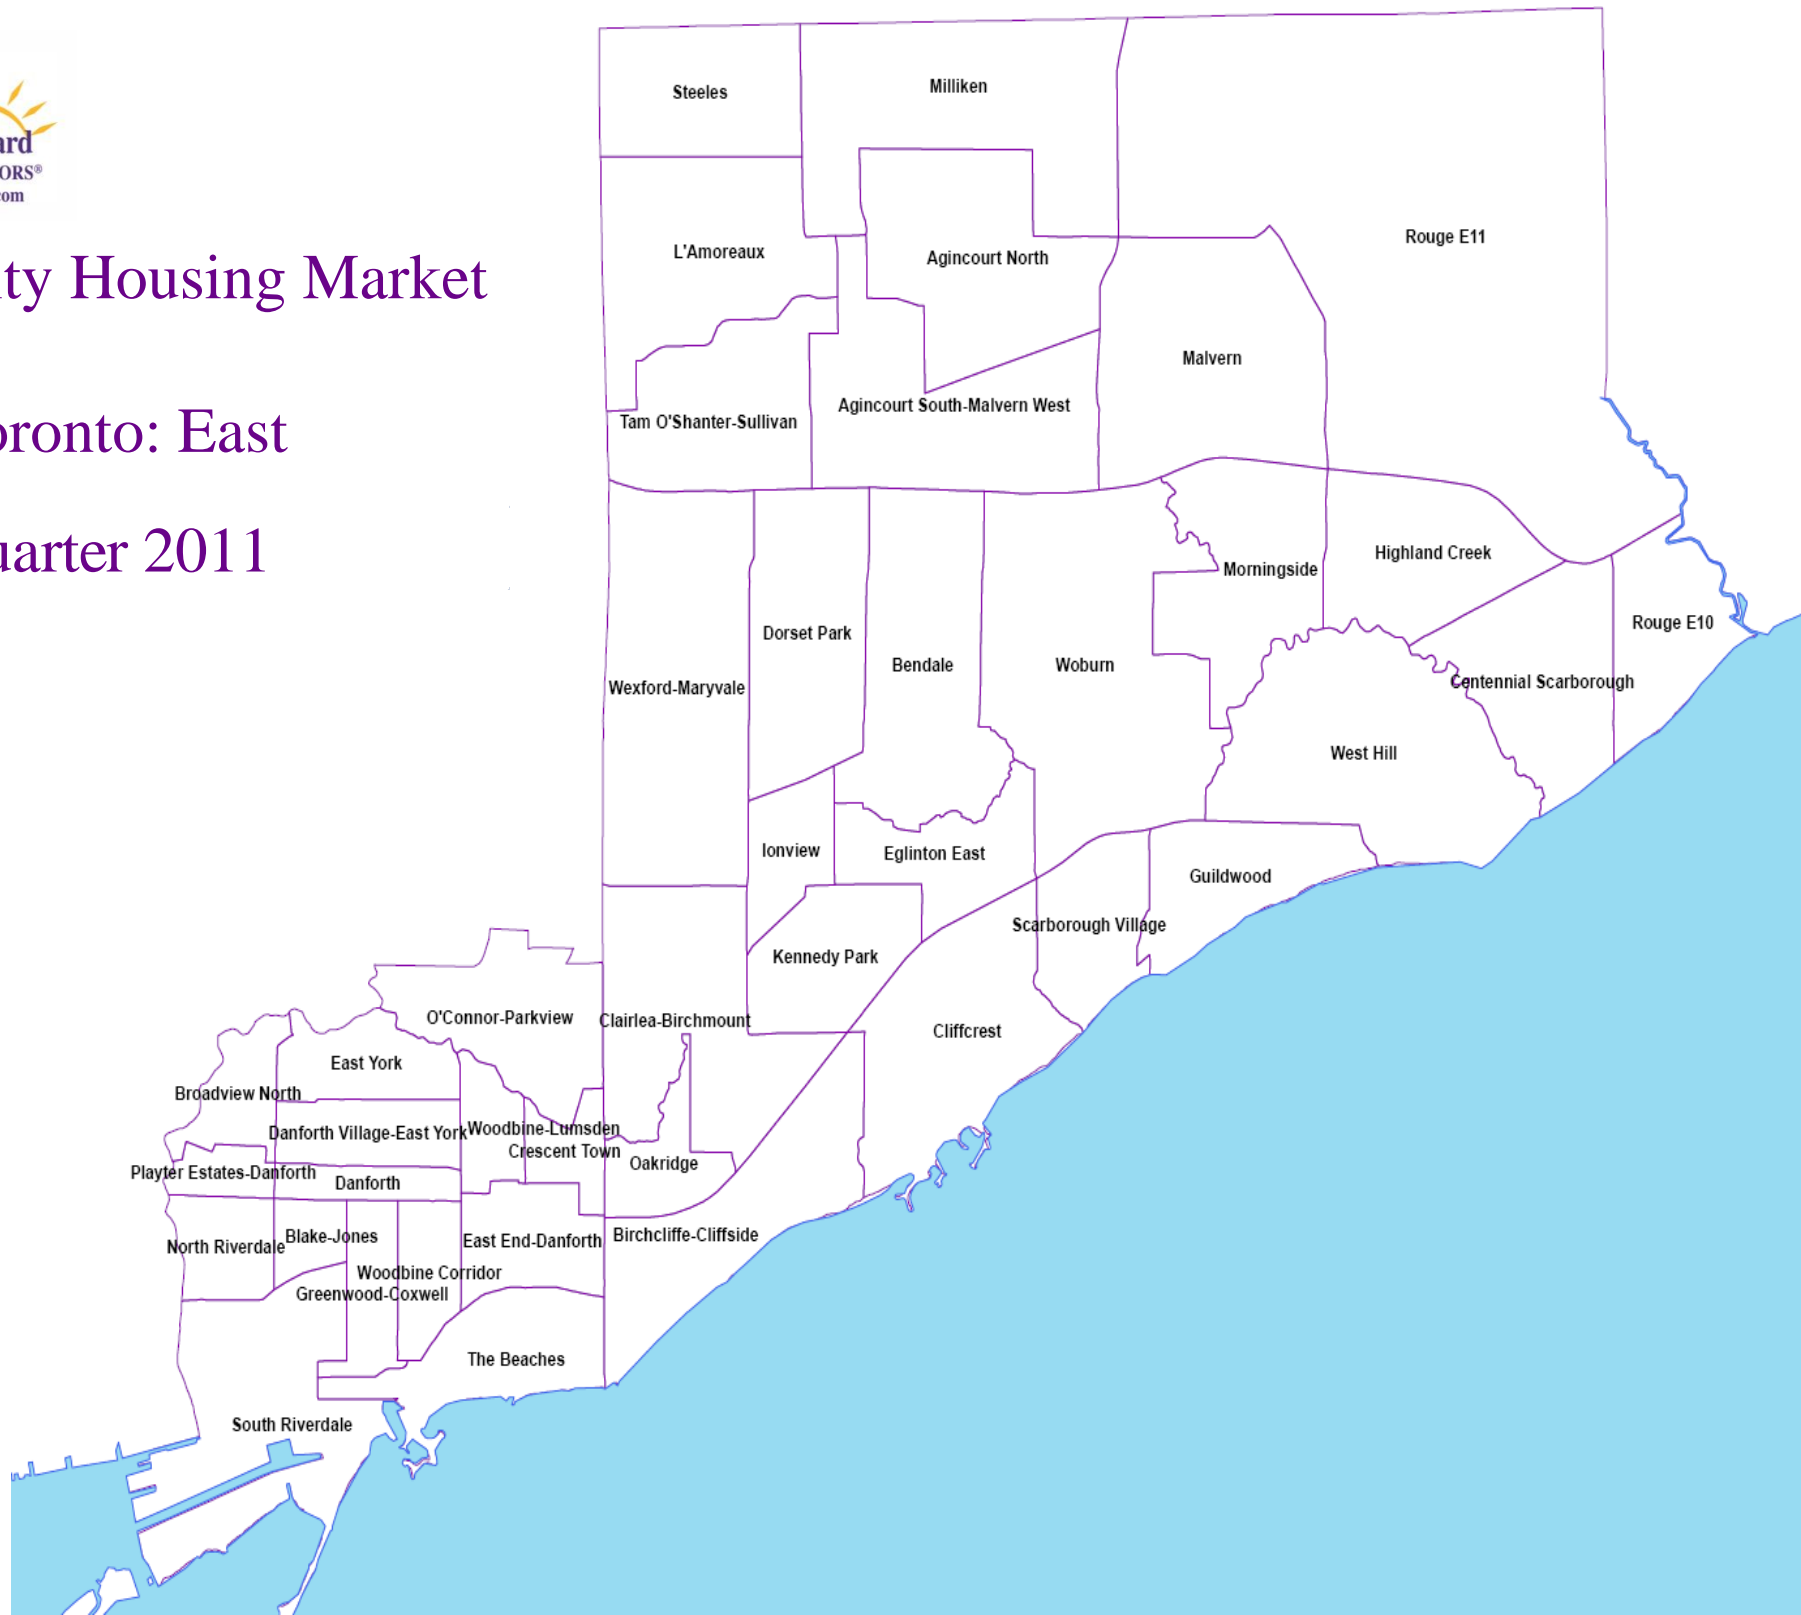 ard
ORS®
com
ity Housing Market
oronto: East
uarter 2011
Steeles
Milliken
L'Amoreaux
Agincourt North
Rouge E11
Malvern
Tam O'Shanter-Sullivan
Agincourt South-Malvern West
Highland Creek
Morningside
Rouge E10
Dorset Park
Bendale
Woburn
Wexford-Maryvale
Centennial Scarborough
West Hill
Ionview
Eglinton East
Guildwood
Scarborough Village
Kennedy Park
O'Connor-Parkview
Clairlea-Birchmount
Cliffcrest
East York
Broadview North
Danforth Village-East York
Woodbine-Lumsden
Crescent Town
Oakridge
Playter Estates-Danforth
Danforth
North Riverdale
Blake-Jones
East End-Danforth
Birchcliffe-Cliffside
Woodbine Corridor
Greenwood-Coxwell
The Beaches
South Riverdale